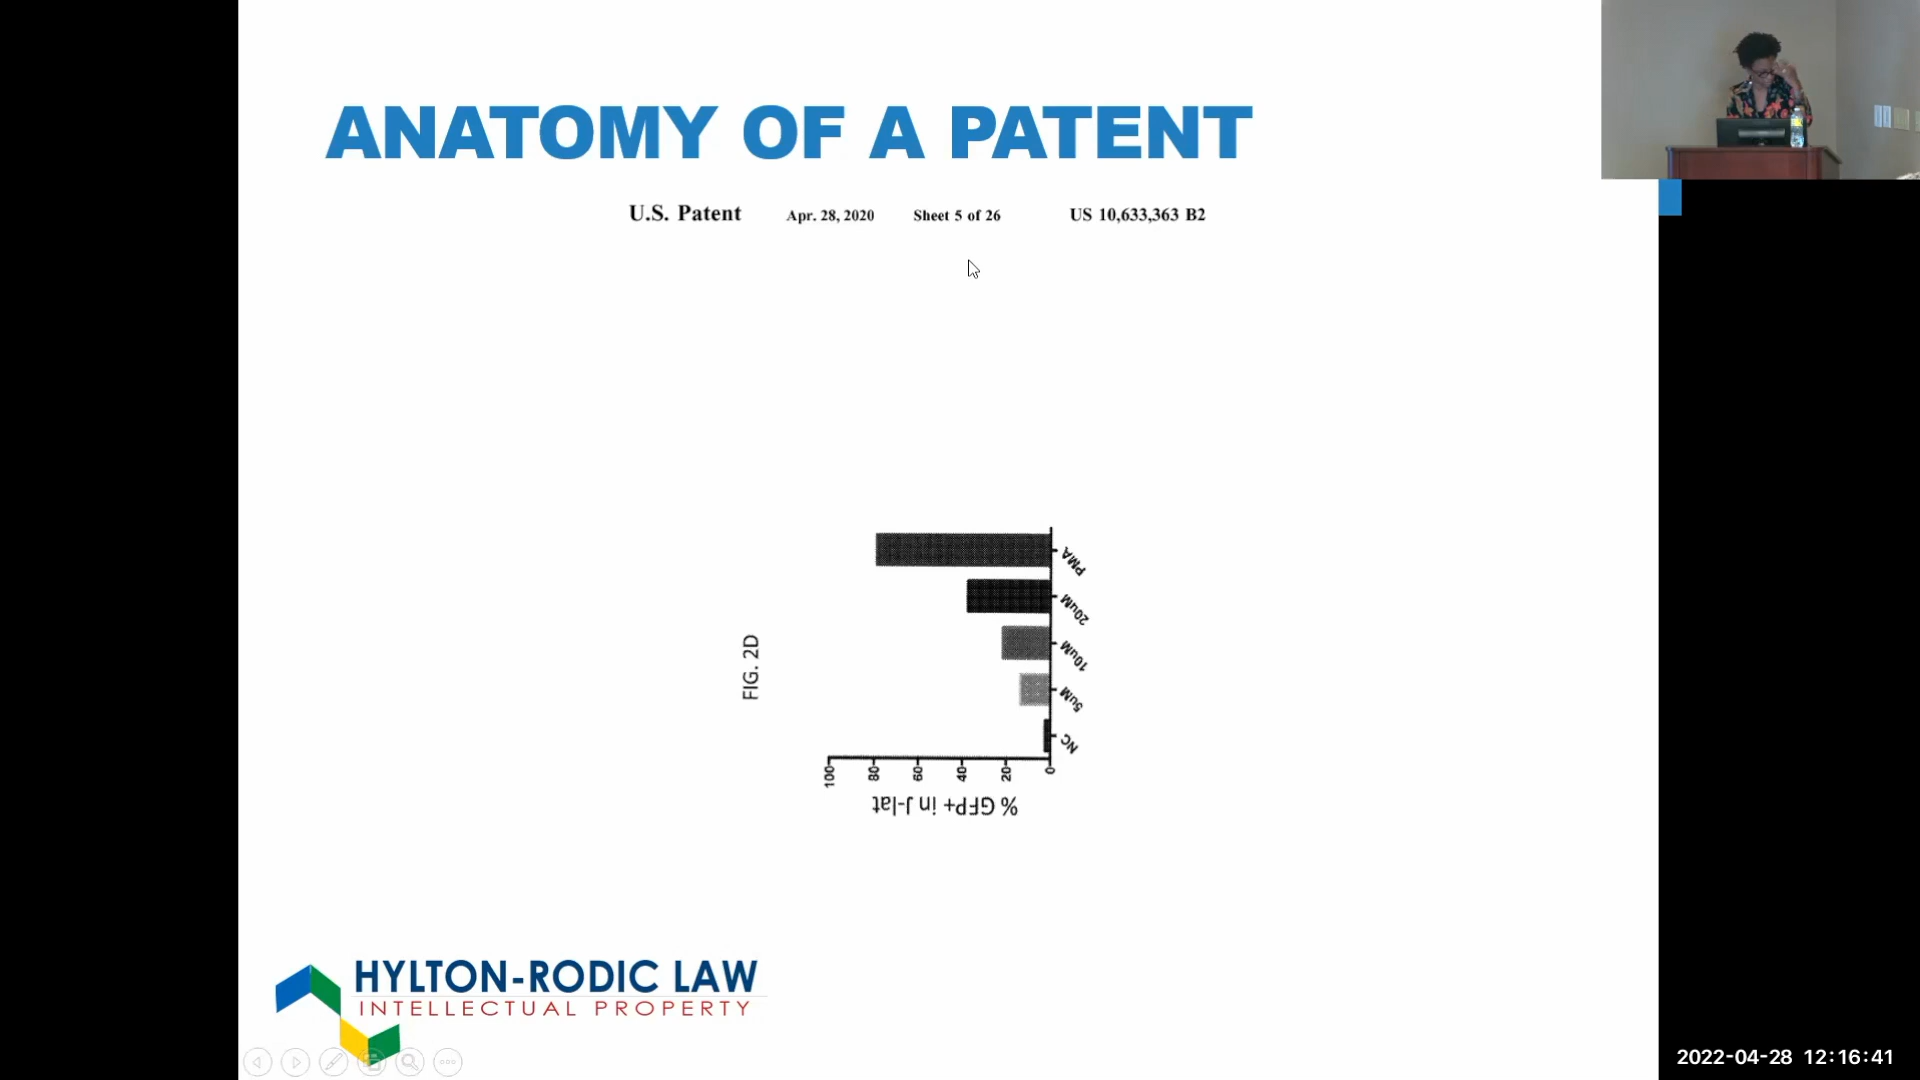 ANATOMY OF A PATENT
U.S. Patent Apr. 28, 2020 Sheet 5 of 26 US 10,633,363 B2
FIG. 2D
PMA
20uM
10uM
5uM
NC
100
80
60
40
20
0
% GFP+ in J-lat
HYLTON-RODIC LAW
INTELLECTUAL PROPERTY
2022-04-28 12:16:41